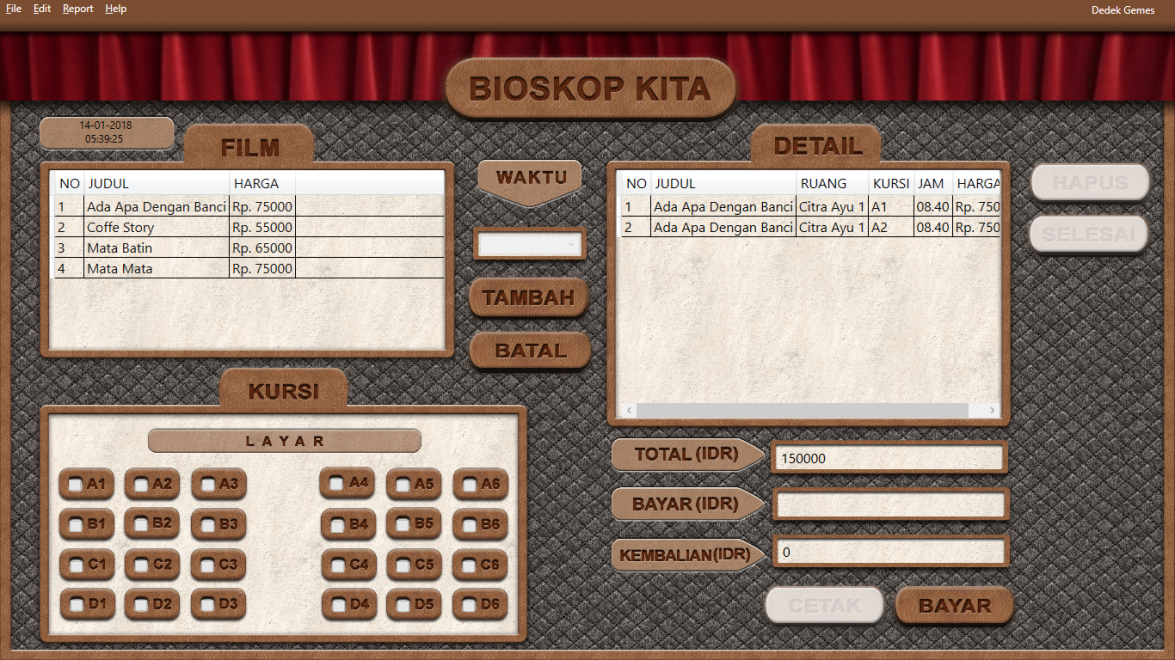 File Edit Report Help
Dedek Gemes
BIOSKOP KITA
14-01-2018
05:39:25
FILM
NO JUDUL HARGA
1 Ada Apa Dengan Banci Rp. 75000
2 Coffe Story Rp. 55000
3 Mata Batin Rp. 65000
4 Mata Mata Rp. 75000
WAKTU
TAMBAH
BATAL
DETAIL
NO JUDUL RUANG KURSI JAM HARGA
1 Ada Apa Dengan Banci Citra Ayu 1 A1 08.40 Rp. 750
2 Ada Apa Dengan Banci Citra Ayu 1 A2 08.40 Rp. 750
HAPUS
SELESAI
KURSI
LAYAR
A1 A2 A3 A4 A5 A6
B1 B2 B3 B4 B5 B6
C1 C2 C3 C4 C5 C6
D1 D2 D3 D4 D5 D6
TOTAL (IDR) 150000
BAYAR (IDR)
KEMBALIAN(IDR) 0
CETAK
BAYAR